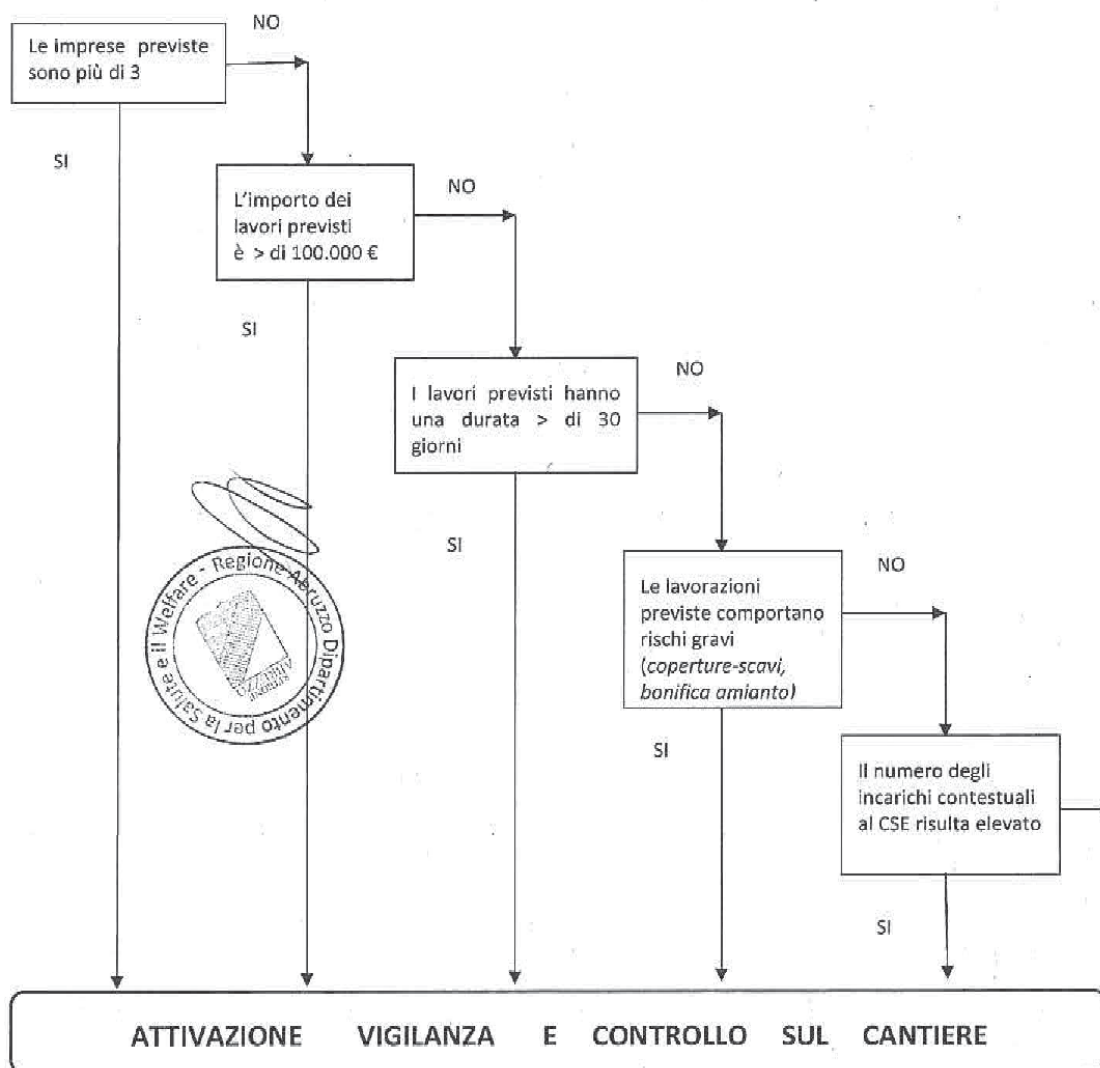 NO
Le imprese previste
sono più di 3
SI
L'importo dei
lavori previsti
è > di 100.000 €
NO
SI
I lavori previsti hanno
una durata > di 30
giorni
NO
SI
Le lavorazioni
previste comportano
rischi gravi
(coperture-scavi,
bonifica amianto)
NO
SI
Il numero degli
incarichi contestuali
al CSE risulta elevato
SI
Regione Abruzzo Dipartimento per la Salute e il Welfare -
ATTIVAZIONE VIGILANZA E CONTROLLO SUL CANTIERE